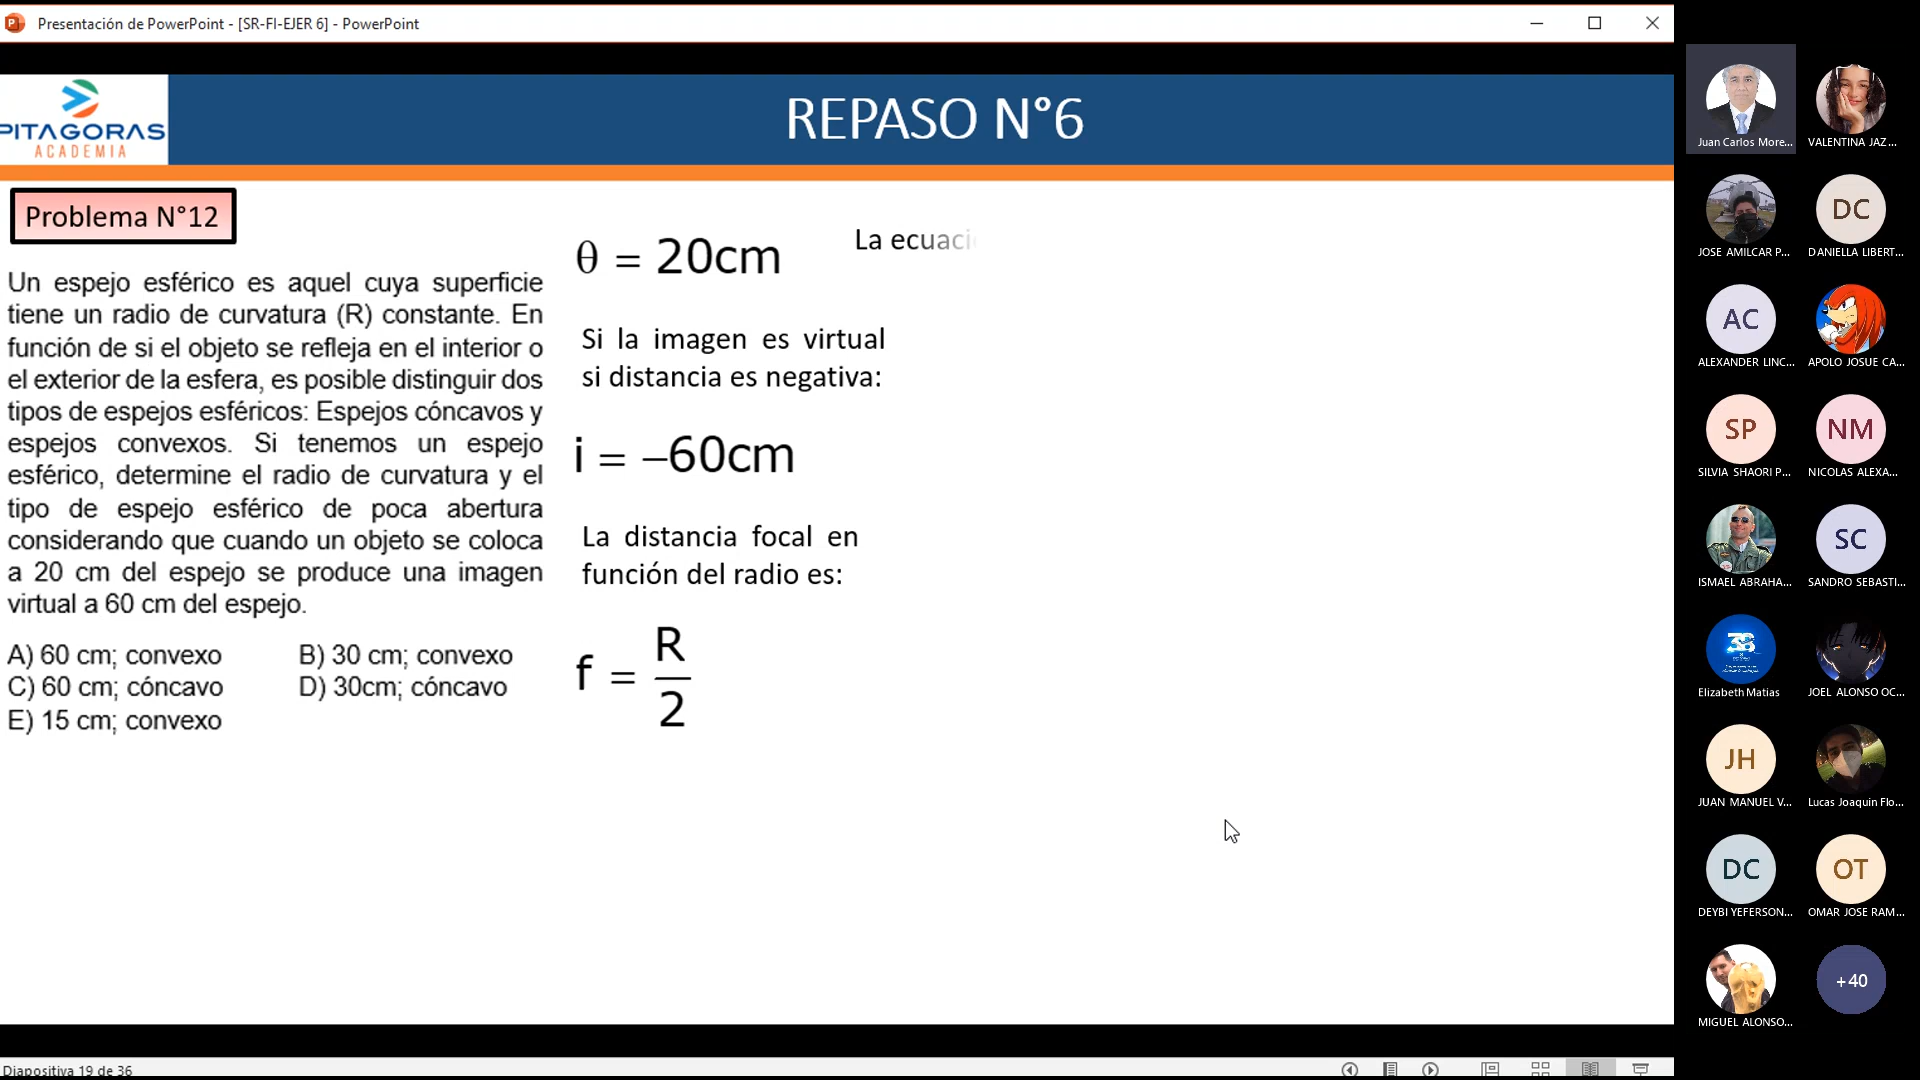 Presentación de PowerPoint - [SR-FI-EJER 6] - PowerPoint
PITAGORAS
ACADEMIA
REPASO N°6
Problema N°12
Un espejo esférico es aquel cuya superficie
tiene un radio de curvatura (R) constante. En
función de si el objeto se refleja en el interior o
el exterior de la esfera, es posible distinguir dos
tipos de espejos esféricos: Espejos cóncavos y
espejos convexos. Si tenemos un espejo
esférico, determine el radio de curvatura y el
tipo de espejo esférico de poca abertura
considerando que cuando un objeto se coloca
a 20 cm del espejo se produce una imagen
virtual a 60 cm del espejo.
A) 60 cm; convexo B) 30 cm; convexo
C) 60 cm; cóncavo D) 30cm; cóncavo
E) 15 cm; convexo
θ = 20cm
Si la imagen es virtual
si distancia es negativa:
i = –60cm
La distancia focal en
función del radio es:
f = R
2
La ecuaci
Juan Carlos More...
VALENTINA JAZ...
JOSE AMILCAR P...
DC
DANIELLA LIBERT...
AC
ALEXANDER LINC...
APOLO JOSUE CA...
SP
SILVIA SHAORI P...
NM
NICOLAS ALEXA...
ISMAEL ABRAHA...
SC
SANDRO SEBASTI...
Elizabeth Matias
JOEL ALONSO OC...
JH
JUAN MANUEL V...
Lucas Joaquin Flo...
DC
DEYBI YEFERSON...
OT
OMAR JOSE RAM...
MIGUEL ALONSO...
+40
Diapositiva 19 de 36